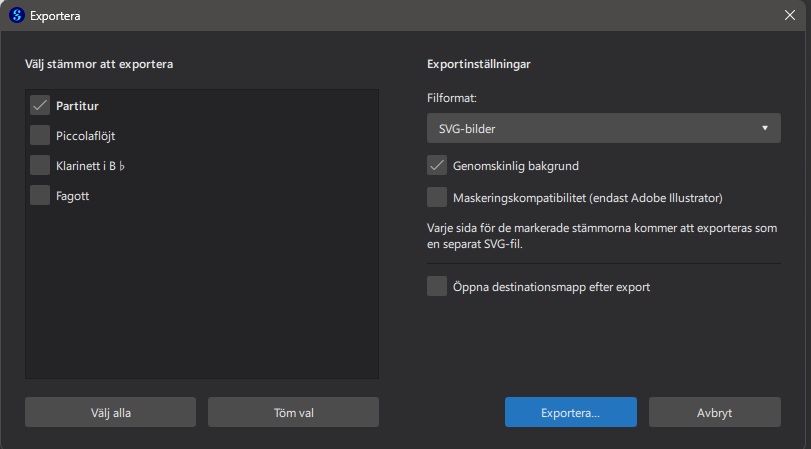 Exportera
Välj stämmor att exportera
Partitur
Piccolaflöjt
Klarinett i B ♭
Fagott
Välj alla
Töm val
Exportinställningar
Filformat:
SVG-bilder
Genomskinlig bakgrund
Maskeringskompatibilitet (endast Adobe Illustrator)
Varje sida för de markerade stämmorna kommer att exporteras som
en separat SVG-fil.
Öppna destinationsmapp efter export
Exportera...
Avbryt